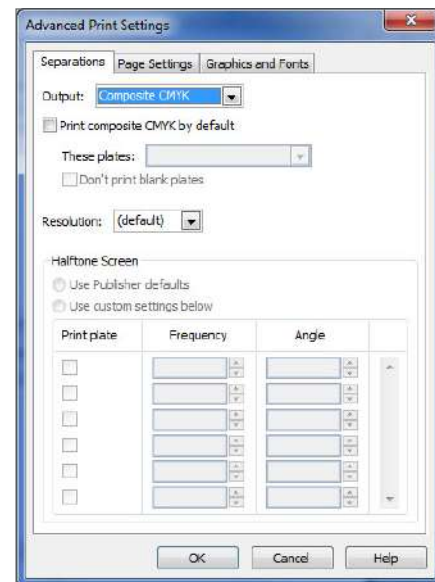 Advanced Print Settings
Separations Page Settings Graphics and Fonts
Output: Composite CMYK
Print composite CMYK by default
These plates:
Don't print blank plates
Resolution: (default)
Halftone Screen
Use Publisher defaults
Use custom settings below
Print plate Frequency Angle
OK Cancel Help